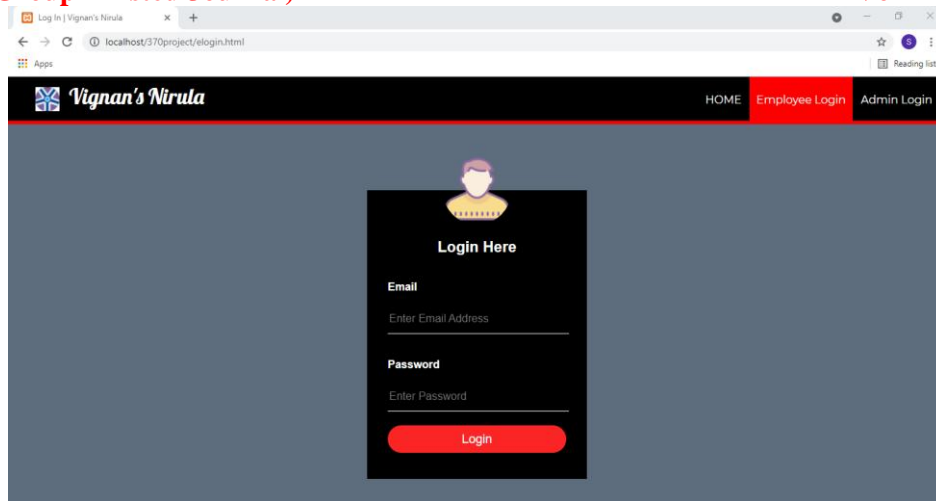 Log In | Vignan's Nirula
localhost/370project/elogin.html
S
Apps
Reading list
Vignan's Nirula
HOME Employee Login Admin Login
Login Here
Email
Enter Email Address
Password
Enter Password
Login